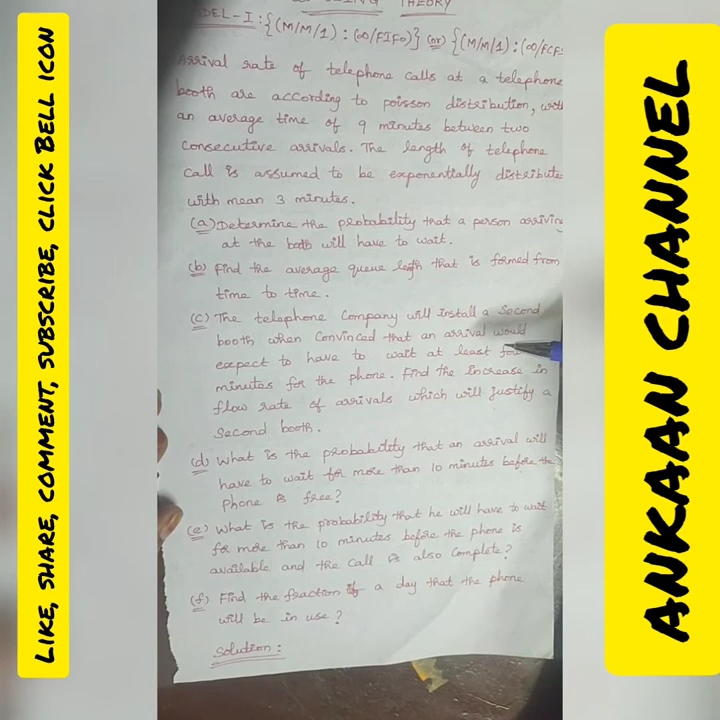 LIKE, SHARE, COMMENT, SUBSCRIBE, CLICK BELL ICON
THEORY
MODEL-I: {(M/M/1) : (∞/FIFO)} (or) {(M/M/1) : (∞/FCFS
Arrival rate of telephone calls at a telephone
booth are according to poisson distribution, with
an average time of 9 minutes between two
consecutive arrivals. The length of telephone
call is assumed to be exponentially distribute
with mean 3 minutes.
(a) Determine the probability that a person arriving
at the booth will have to wait.
(b) Find the average queue length that is formed from
time to time.
(c) The telephone Company will install a second
booth when convinced that an arrival would
expect to have to wait at least
minutes for the phone. Find the increase in
flow rate of arrivals which will justify a
second booth.
(d) What is the probability that an arrival will
have to wait for more than 10 minutes before the
phone is free?
(e) What is the probability that he will have to wait
for more than 10 minutes before the phone is
available and the call is also complete?
(f) Find the fraction of a day that the phone
will be in use?
Solution:
ANKAAN CHANNEL